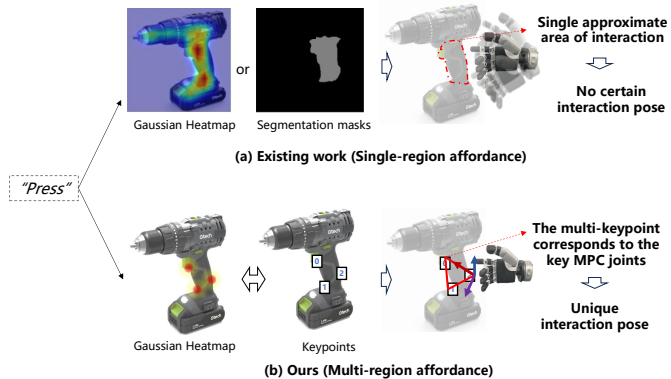 "Press"
or
Gaussian Heatmap
Segmentation masks
Single approximate
area of interaction
No certain
interaction pose
(a) Existing work (Single-region affordance)
Gtech
0
1
2
Gaussian Heatmap
Keypoints
The multi-keypoint
corresponds to the
key MPC joints
Unique
interaction pose
(b) Ours (Multi-region affordance)